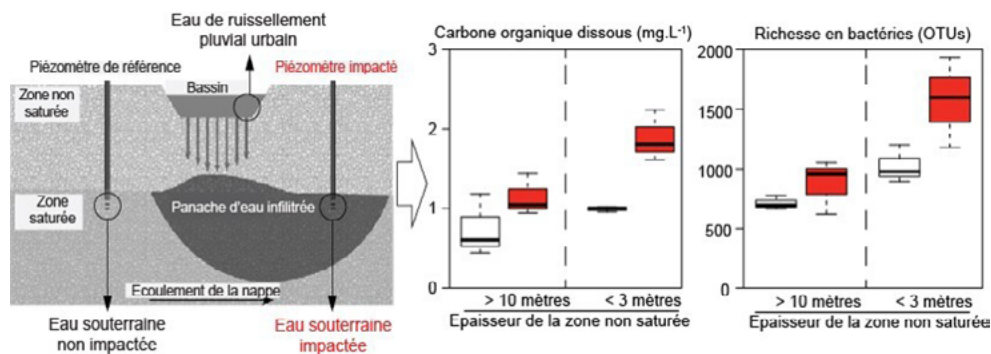 Eau de ruissellement
pluvial urbain
Piézomètre de référence
Piézomètre impacté
Zone non
saturée
Bassin
Zone
saturée
Panache d'eau infiltrée
Ecoulement de la nappe
Eau souterraine
non impactée
Eau souterraine
impactée
Carbone organique dissous (mg.L-1)
3
2
1
0
> 10 mètres
< 3 mètres
Epaisseur de la zone non saturée
Richesse en bactéries (OTUs)
2000
1500
1000
500
0
> 10 mètres
< 3 mètres
Epaisseur de la zone non saturée